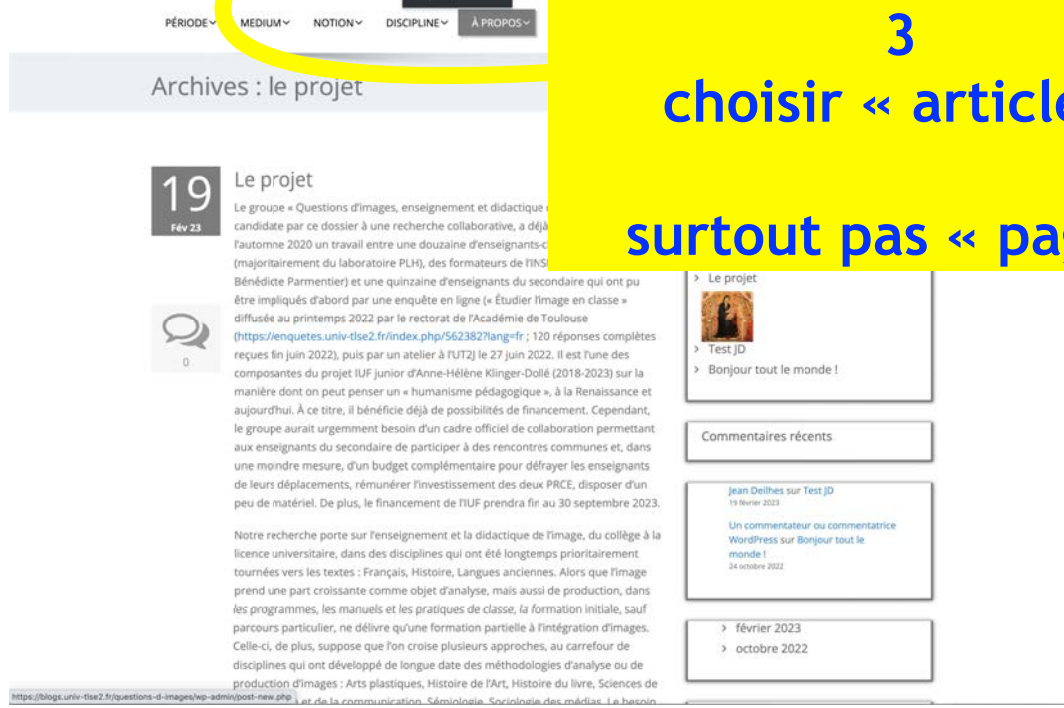 PÉRIODE
MEDIUM
NOTION
DISCIPLINE
À PROPOS
3
choisir « article
surtout pas « pag
Archives : le projet
19
Fév 23
0
Le projet
Le groupe « Questions d'images, enseignement et didactique
candidate par ce dossier à une recherche collaborative, a déjà
l'automne 2020 un travail entre une douzaine d'enseignants-c
(majoritairement du laboratoire PLH), des formateurs de l'INS
Bénédicte Parmentier) et une quinzaine d'enseignants du secondaire qui ont pu
être impliqués d'abord par une enquête en ligne (« Étudier l'image en classe »
diffusée au printemps 2022 par le rectorat de l'Académie de Toulouse
(https://enquetes.univ-tlse2.fr/index.php/562382?lang=fr ; 120 réponses complètes
reçues fin juin 2022), puis par un atelier à l'UT2J le 27 juin 2022. Il est l'une des
composantes du projet IUF junior d'Anne-Hélène Klinger-Dollé (2018-2023) sur la
manière dont on peut penser un « humanisme pédagogique », à la Renaissance et
aujourd'hui. À ce titre, il bénéficie déjà de possibilités de financement. Cependant,
le groupe aurait urgemment besoin d'un cadre officiel de collaboration permettant
aux enseignants du secondaire de participer à des rencontres communes et, dans
une moindre mesure, d'un budget complémentaire pour défrayer les enseignants
de leurs déplacements, rémunérer l'investissement des deux PRCE, disposer d'un
peu de matériel. De plus, le financement de l'IUF prendra fin au 30 septembre 2023.
Notre recherche porte sur l'enseignement et la didactique de l'image, du collège à la
licence universitaire, dans des disciplines qui ont été longtemps prioritairement
tournées vers les textes : Français, Histoire, Langues anciennes. Alors que l'image
prend une part croissante comme objet d'analyse, mais aussi de production, dans
les programmes, les manuels et les pratiques de classe, la formation initiale, sauf
parcours particulier, ne délivre qu'une formation partielle à l'intégration d'images.
Celle-ci, de plus, suppose que l'on croise plusieurs approches, au carrefour de
disciplines qui ont développé de longue date des méthodologies d'analyse ou de
production d'images : Arts plastiques, Histoire de l'Art, Histoire du livre, Sciences de
et de la communication, Sémiologie, Sociologie des médias. Le besoin
https://blogs.univ-tlse2.fr/questions-d-images/wp-admin/post-new.php
> Le projet
> Test JD
> Bonjour tout le monde !
Commentaires récents
Jean Deilhes sur Test JD
19 février 2023
Un commentateur ou commentatrice
WordPress sur Bonjour tout le
monde !
24 octobre 2022
> février 2023
> octobre 2022